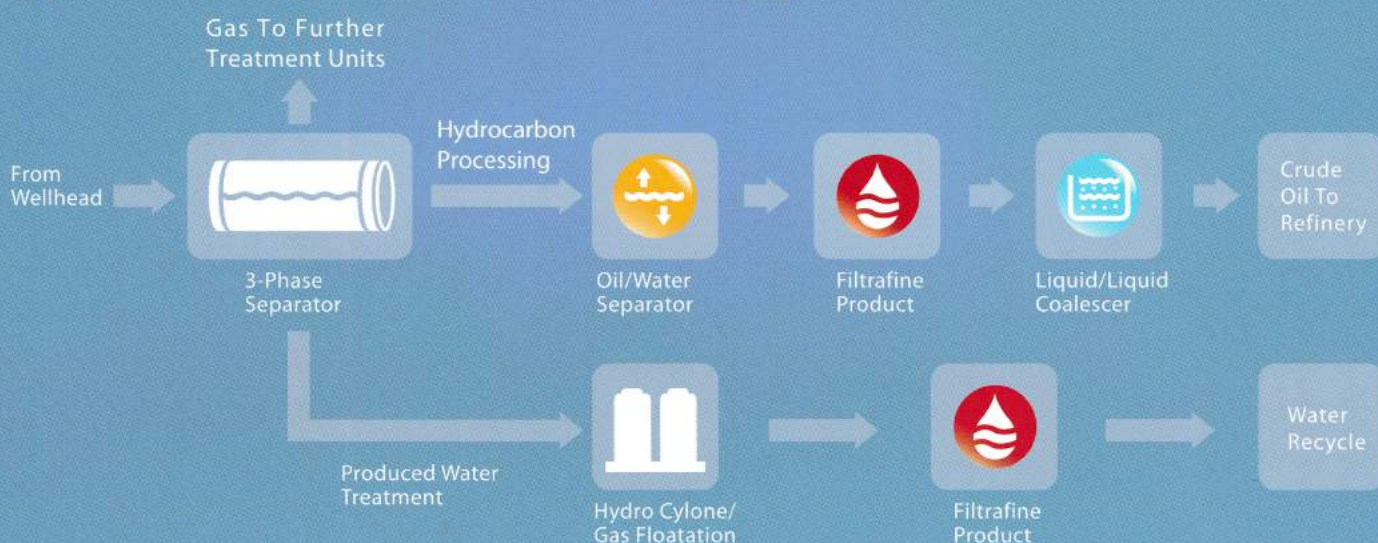 Gas To Further
Treatment Units
From
Wellhead
Hydrocarbon
Processing
Crude
Oil To
Refinery
3-Phase
Separator
Oil/Water
Separator
Filtrafine
Product
Liquid/Liquid
Coalescer
Produced Water
Treatment
Hydro Cylone/
Gas Floatation
Filtrafine
Product
Water
Recycle